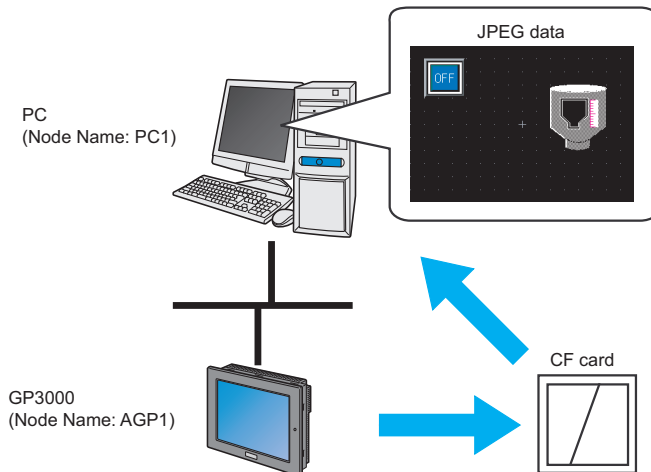 JPEG data
OFF
PC
(Node Name: PC1)
CF card
GP3000
(Node Name: AGP1)